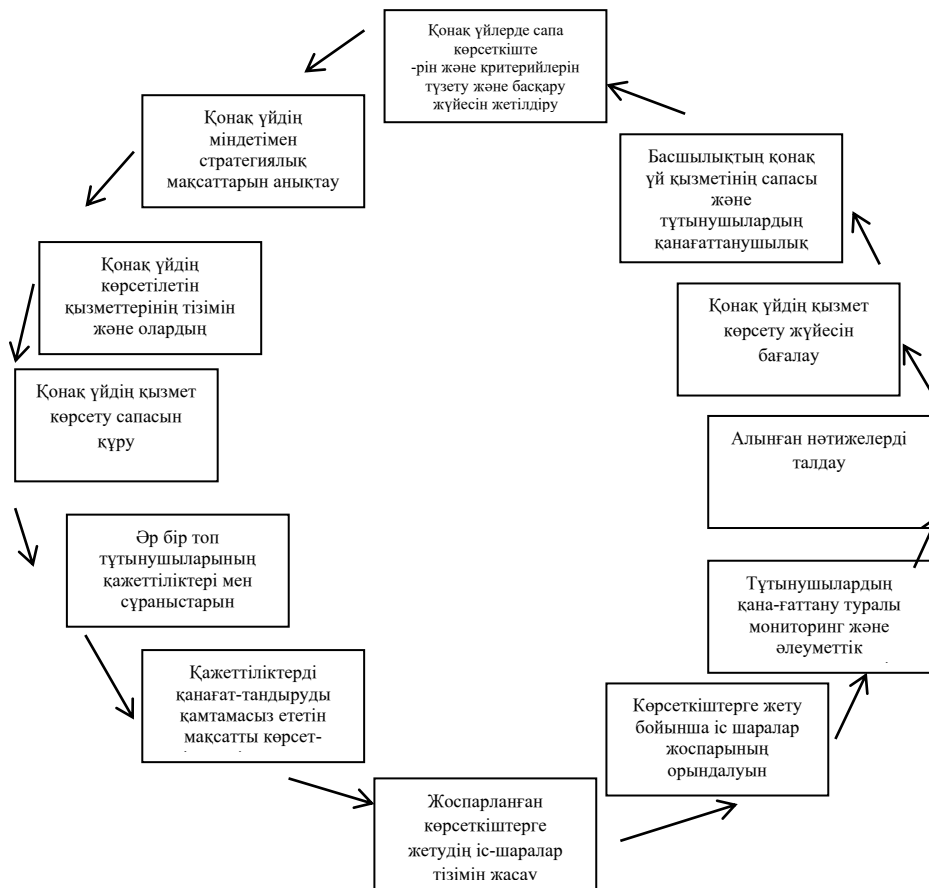 Қонақ үйлерде сапа
көрсеткіште
-рін және критерийлерін
түзету және басқару
жүйесін жетілдіру
Қонақ үйдің
міндетімен
стратегиялық
мақсаттарын анықтау
Қонақ үйдің
көрсетілетін
қызметтерінің тізімін
және олардың
Қонақ үйдің қызмет
көрсету сапасын
құру
Әр бір топ
тұтынушыларының
қажеттіліктері мен
сұраныстарын
Қажеттіліктерді
қанағат-тандыруды
қамтамасыз ететін
мақсатты көрсет-
Жоспарланған
көрсеткіштерге
жетудің іс-шаралар
тізімін жасау
Көрсеткіштерге жету
бойынша іс шаралар
жоспарының
орындалуын
Тұтынушылардың
қана-ғаттану туралы
мониторинг және
әлеуметтік
Алынған нәтижелерді
талдау
Қонақ үйдің қызмет
көрсету жүйесін
бағалау
Басшылықтың қонақ
үй қызметінің сапасы
және
тұтынушылардың
қанағаттанушылық